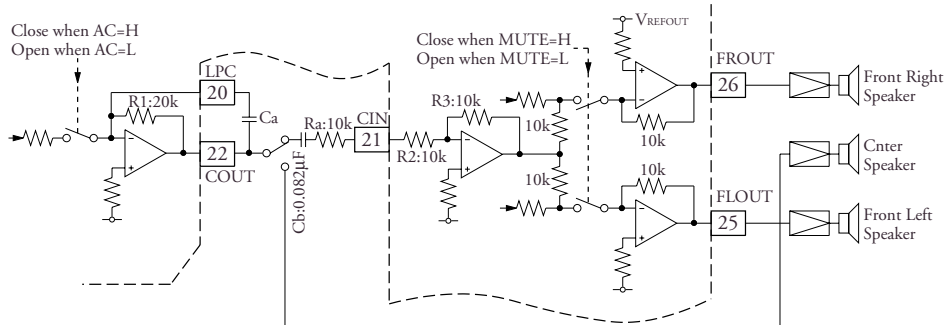 Close when AC=H
Open when AC=L
LPC
20
R1:20k
Ca
22
COUT
Cb:0.082µF
Ra:10k
CIN
21
R2:10k
R3:10k
Close when MUTE=H
Open when MUTE=L
10k
10k
VREFOUT
10k
10k
FROUT
26
Front Right
Speaker
Cnter
Speaker
FLOUT
25
Front Left
Speaker